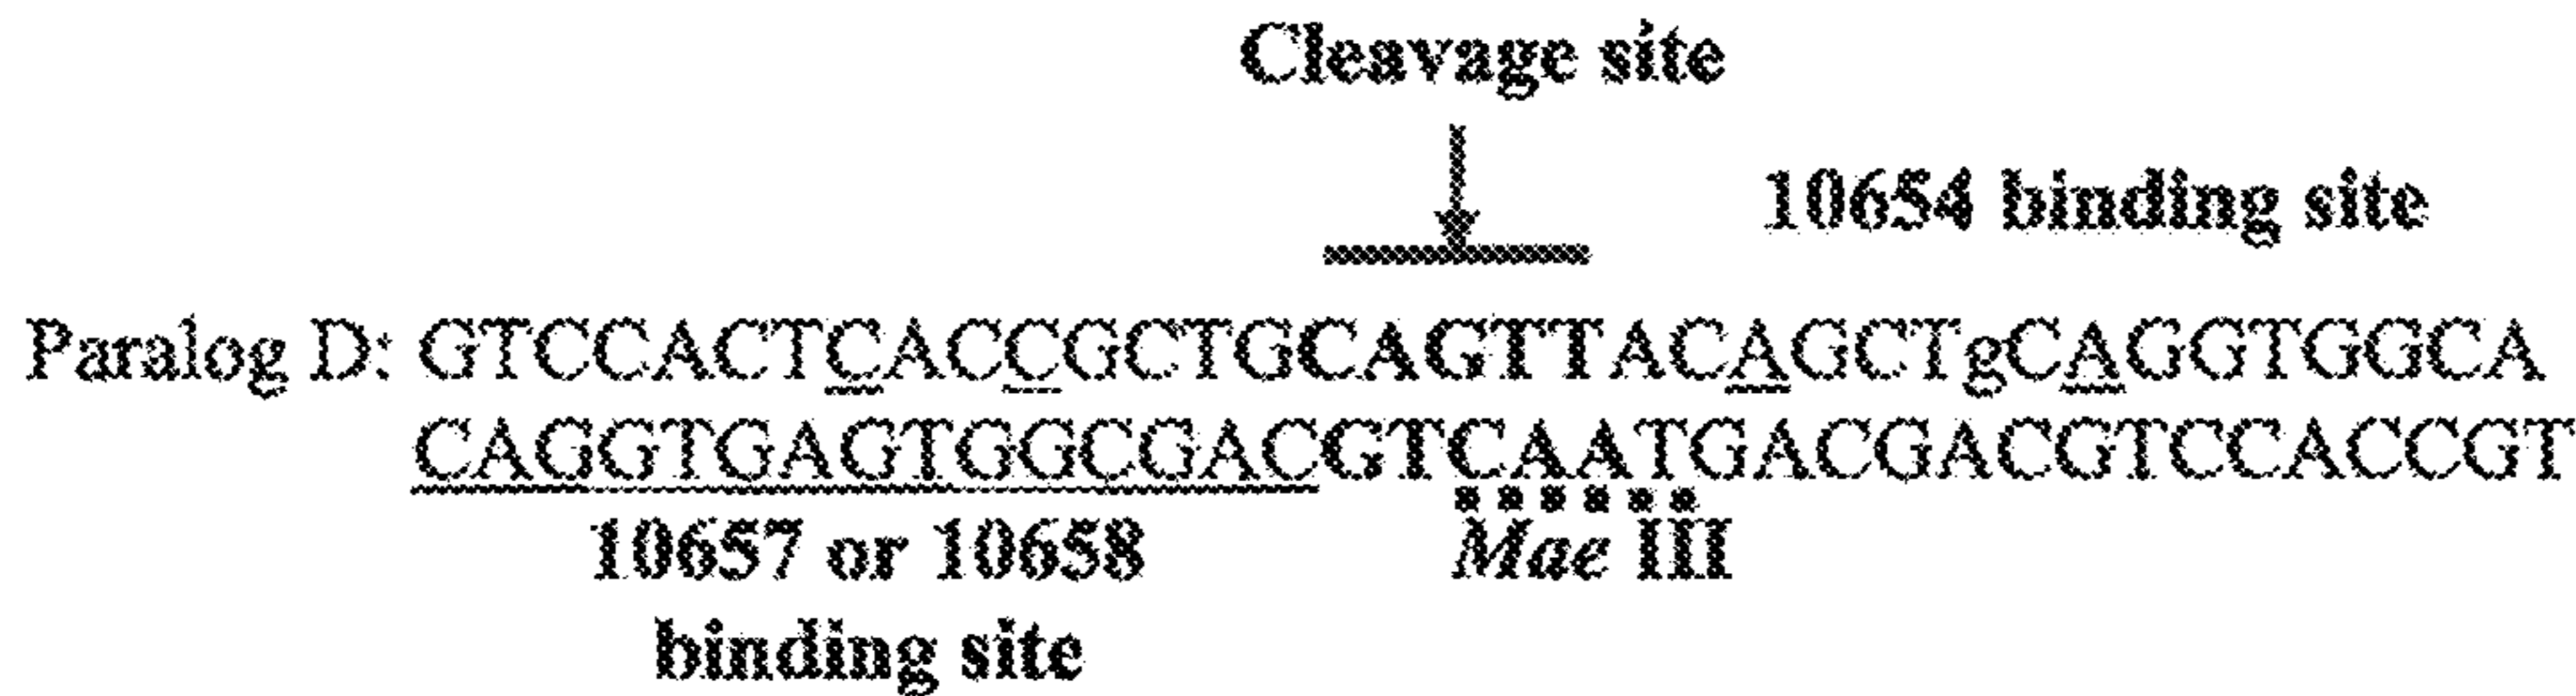 Cleavage site
10654 binding site
Paralog D: GTCCACTCACCGCTGCAGTTACAGCTgCAGGTGGCA
CAGGTGAGTGGCGACGTCAATGACGACGTCCACCGT
10657 or 10658 Mae III
binding site